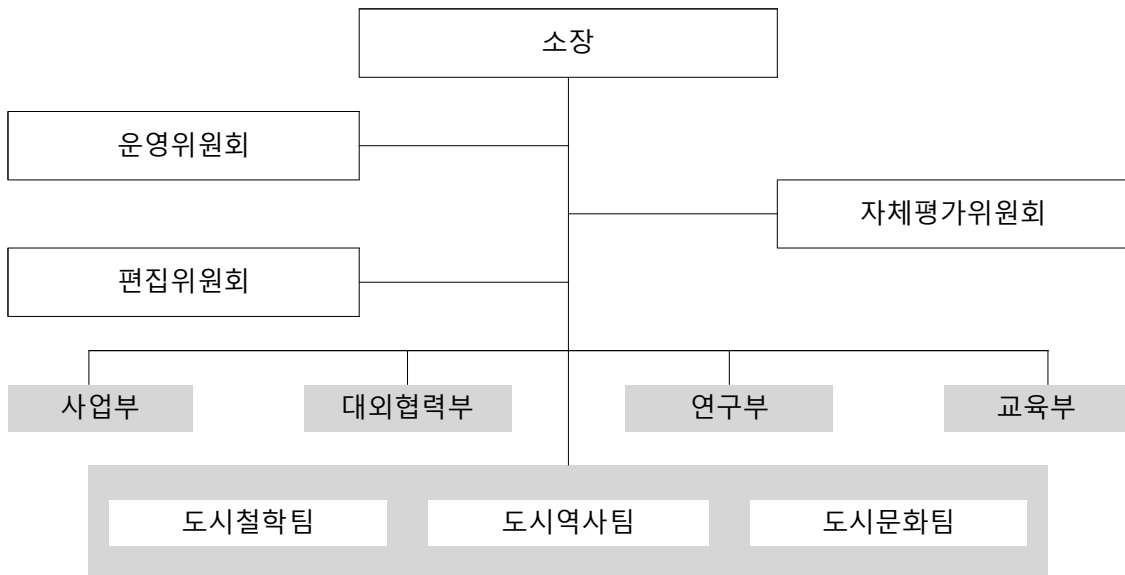 소장
운영위원회
자체평가위원회
편집위원회
사업부 대외협력부 연구부 교육부
도시철학팀 도시역사팀 도시문화팀